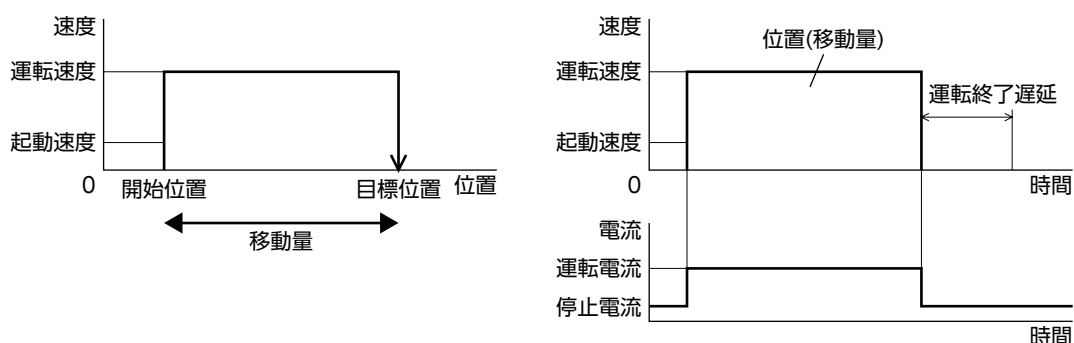 速度
運転速度
起動速度
0
開始位置
目標位置
位置
移動量
速度
位置(移動量)
運転速度
運転終了遅延
起動速度
0
時間
電流
運転電流
停止電流
時間